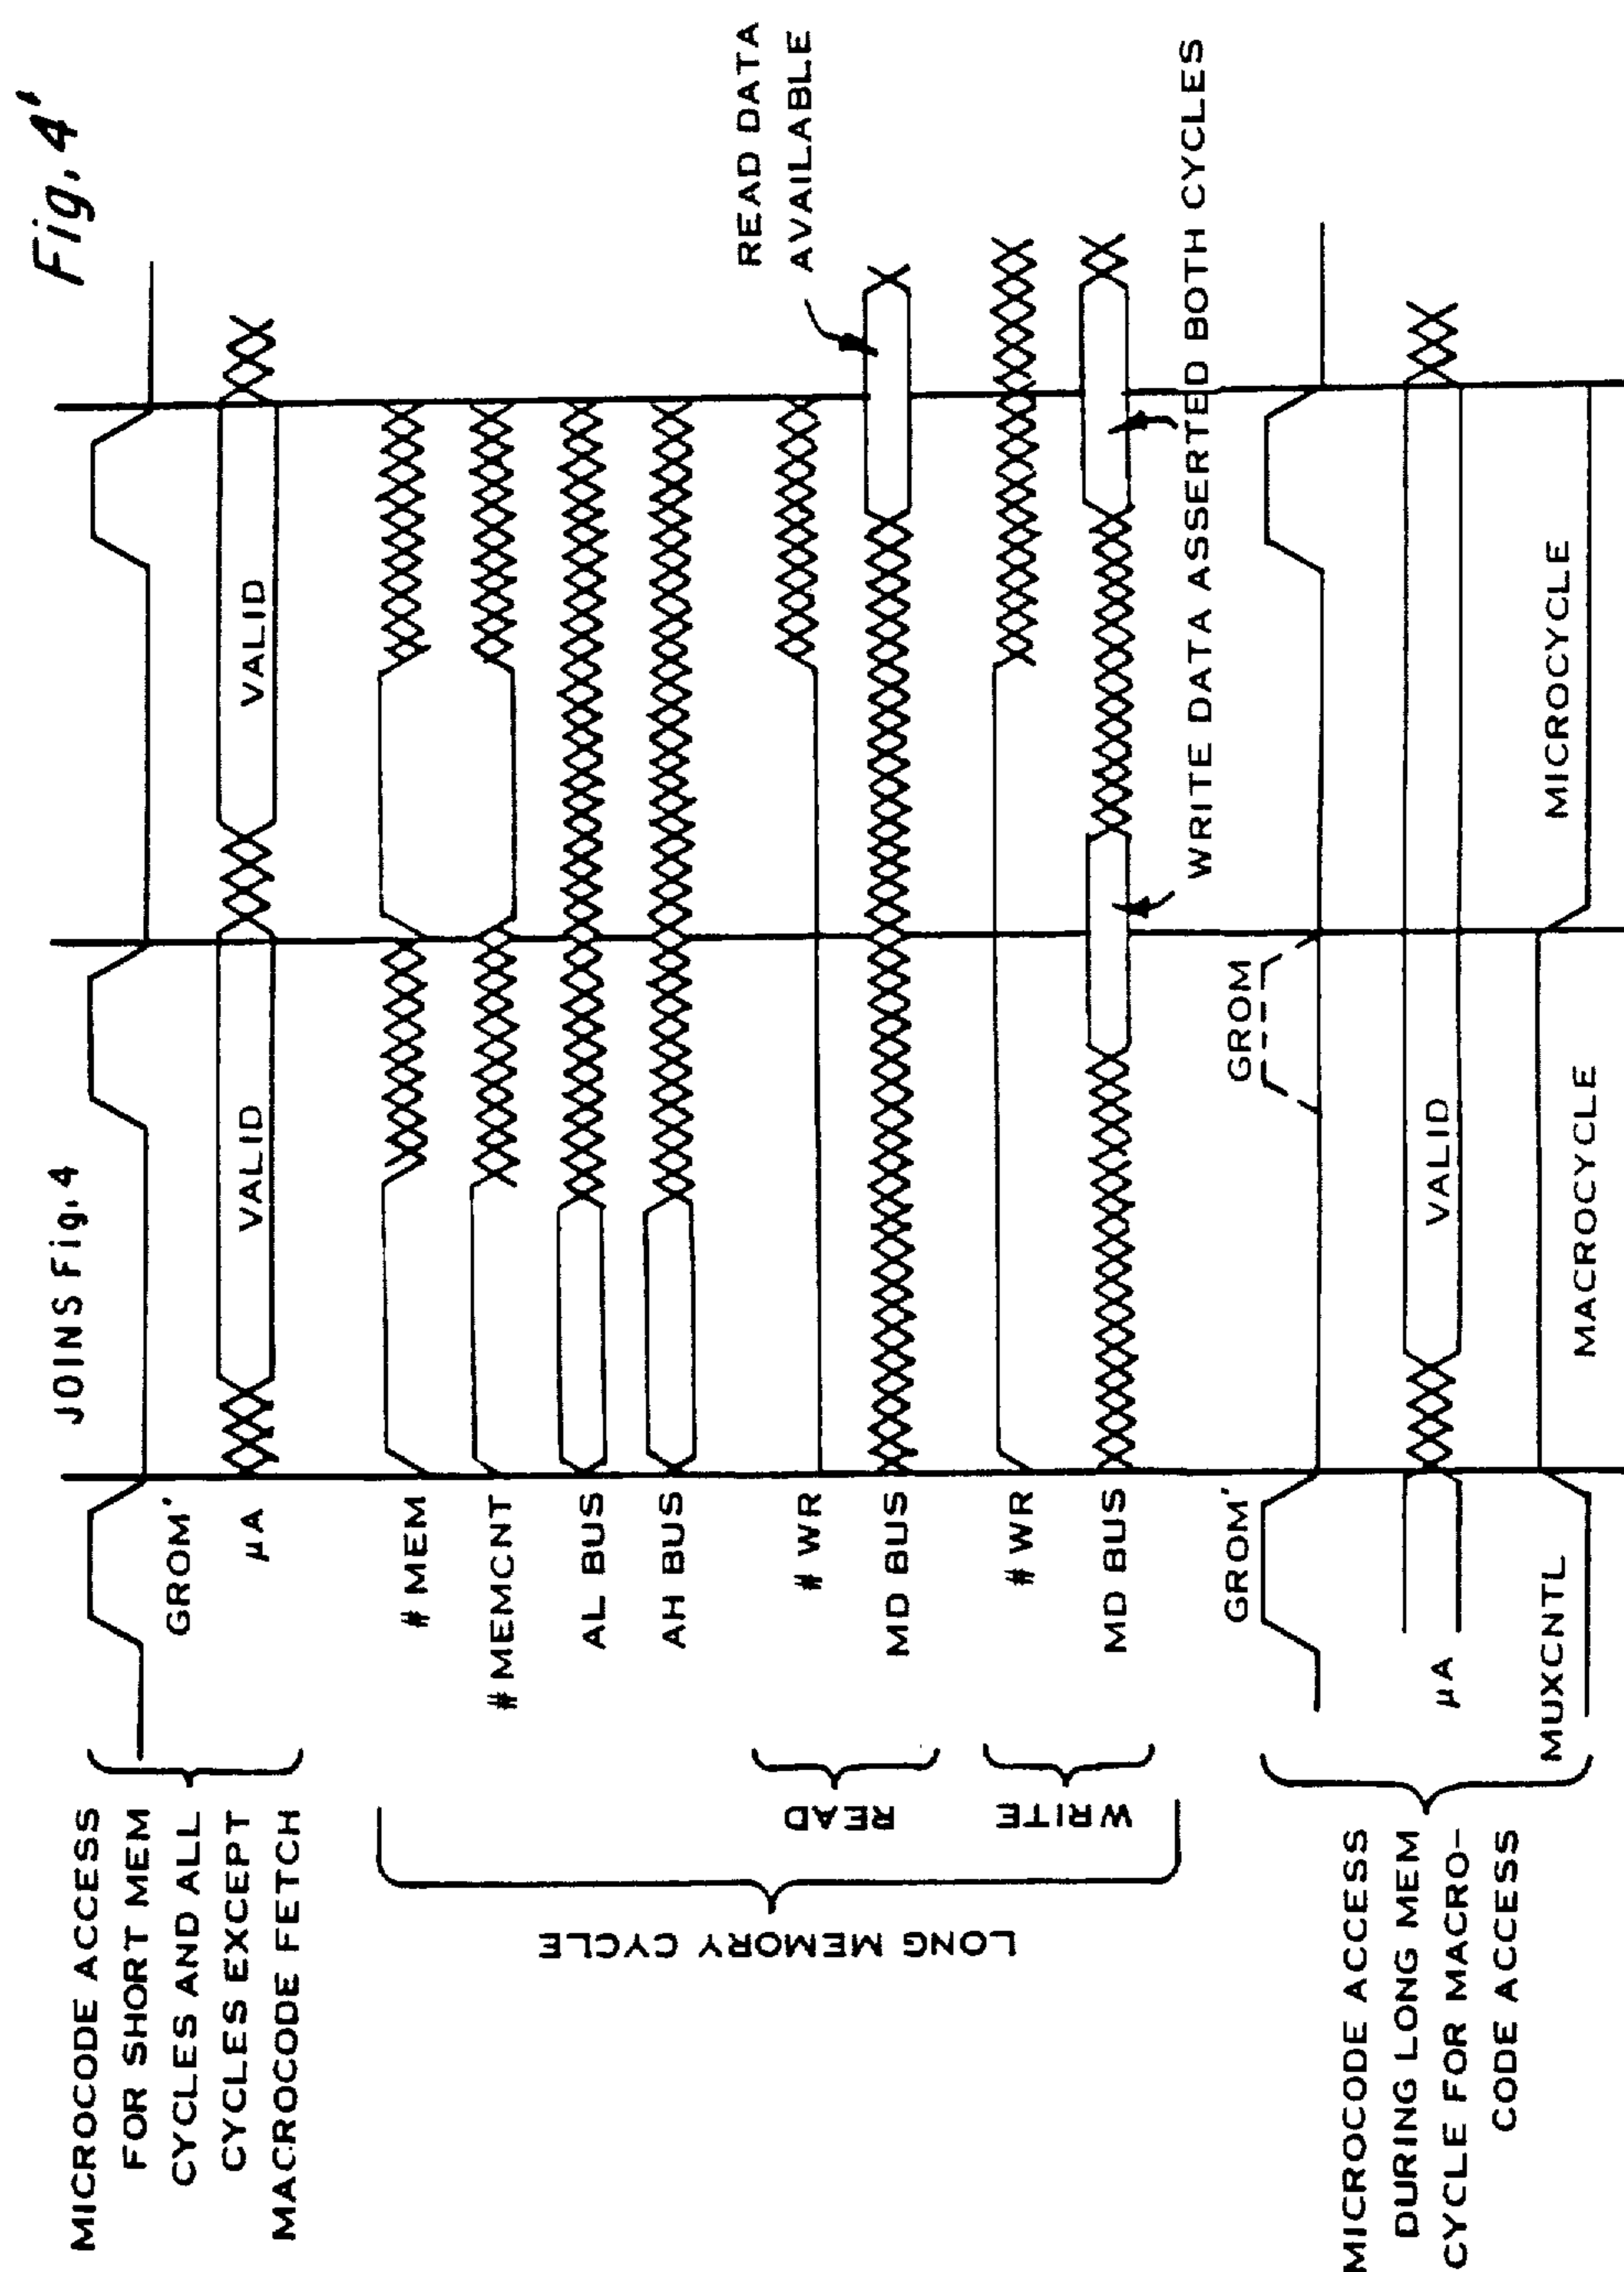 Fig. 4'
JOINS Fig. 4
MICROCODE ACCESS
FOR SHORT MEM
CYCLES AND ALL
CYCLES EXCEPT
MACROCODE FETCH
GROM'
μA
VALID
VALID
LONG MEMORY CYCLE
# MEM
# MEMCNT
AL BUS
AH BUS
READ
# WR
MD BUS
READ DATA
AVAILABLE
WRITE
# WR
MD BUS
WRITE DATA ASSERTED BOTH CYCLES
MICROCODE ACCESS
DURING LONG MEM
CYCLE FOR MACRO-
CODE ACCESS
GROM'
GROM
μA
VALID
MUXCNTL
MACROCYCLE
MICROCYCLE